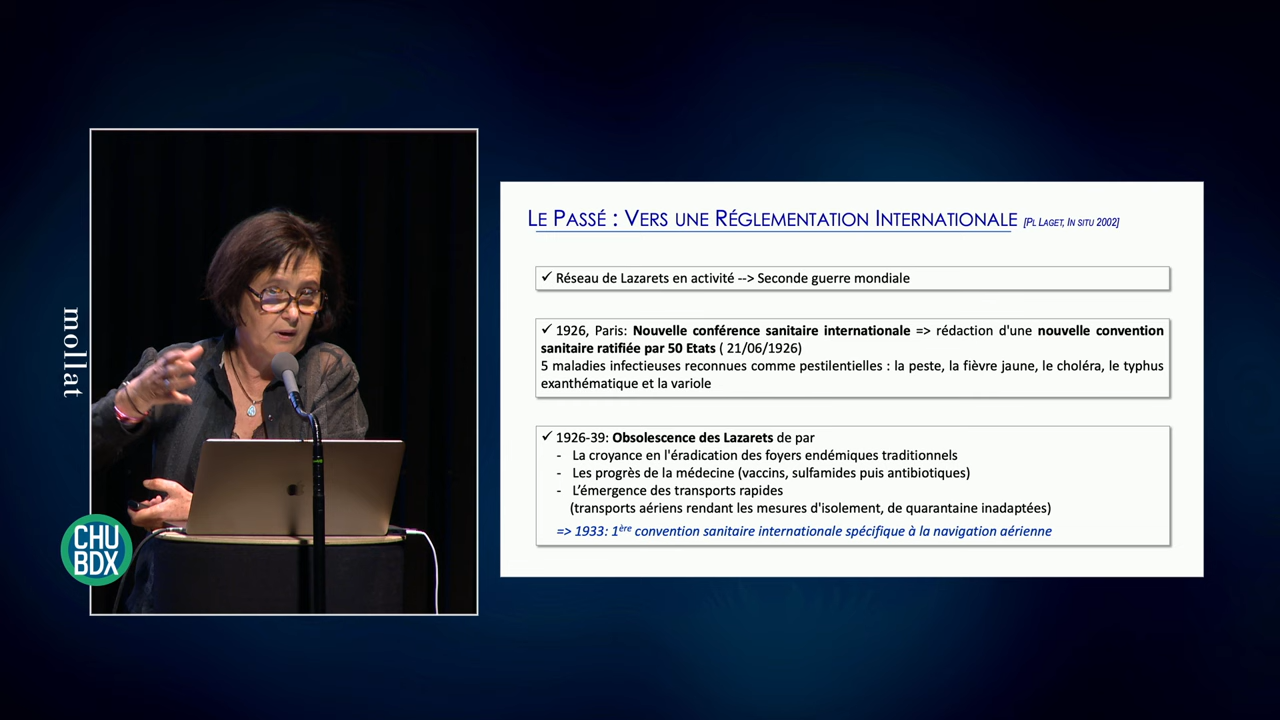 mollat
CHU
BDX
LE PASSÉ : VERS UNE RÉGLEMENTATION INTERNATIONALE [PL LAGET, IN SITU 2002]
✓ Réseau de Lazarets en activité --> Seconde guerre mondiale
✓ 1926, Paris: Nouvelle conférence sanitaire internationale => rédaction d'une nouvelle convention
sanitaire ratifiée par 50 Etats ( 21/06/1926)
5 maladies infectieuses reconnues comme pestilentielles : la peste, la fièvre jaune, le choléra, le typhus
exanthématique et la variole
✓ 1926-39: Obsolescence des Lazarets de par
- La croyance en l'éradication des foyers endémiques traditionnels
- Les progrès de la médecine (vaccins, sulfamides puis antibiotiques)
- L'émergence des transports rapides
(transports aériens rendant les mesures d'isolement, de quarantaine inadaptées)
=> 1933: 1ère convention sanitaire internationale spécifique à la navigation aérienne